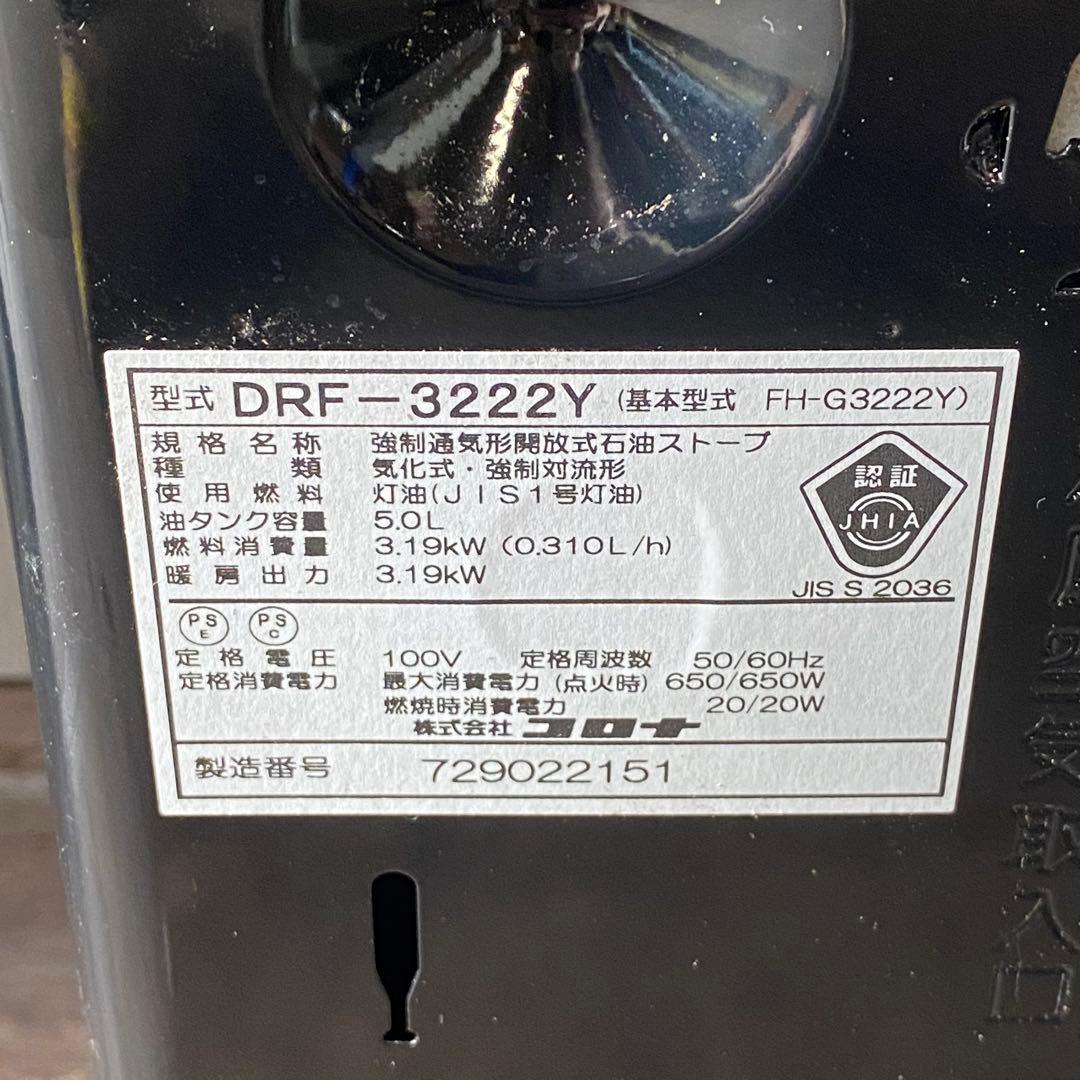 型式 DRF-3222Y (基本型式 FH-G3222Y)
規格名称 強制通気形開放式石油ストーブ
種類 気化式・強制対流形
使用燃料 灯油(JIS1号灯油)
油タンク容量 5.0L
燃料消費量 3.19kW (0.310L/h)
暖房出力 3.19kW
認証
JHIA
JIS S 2036
PS E PS C
定格電圧 100V 定格周波数 50/60Hz
定格消費電力 最大消費電力 (点火時) 650/650W
燃焼時消費電力 20/20W
株式会社 コロナ
製造番号 729022151
空気取入口